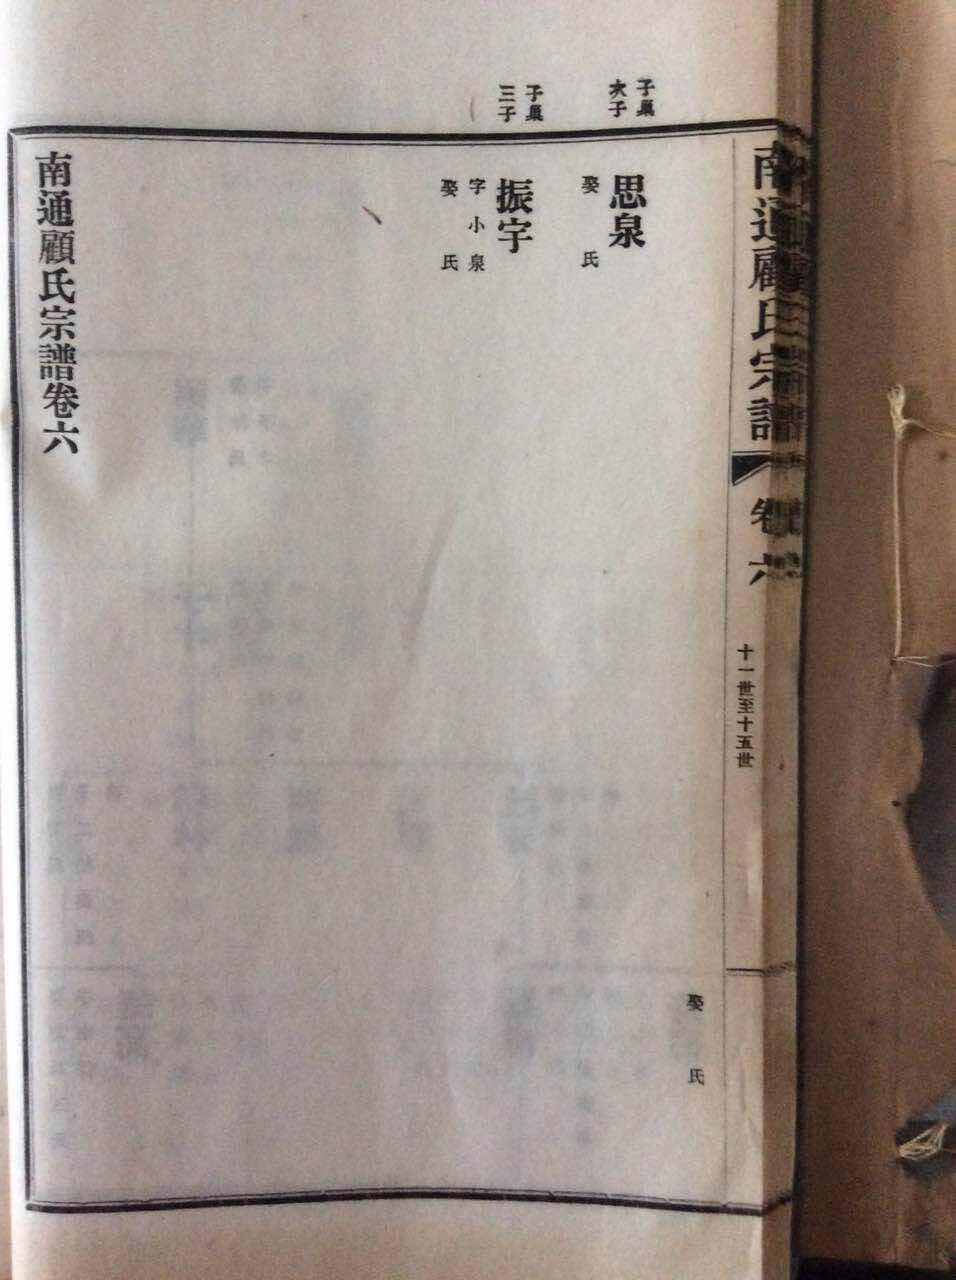 南通顧氏宗譜
卷六
十一世至十五世
娶 氏
子巢
次子
思泉
娶 氏
子巢
三子
振宇
字小泉
娶 氏
南通顧氏宗譜卷六